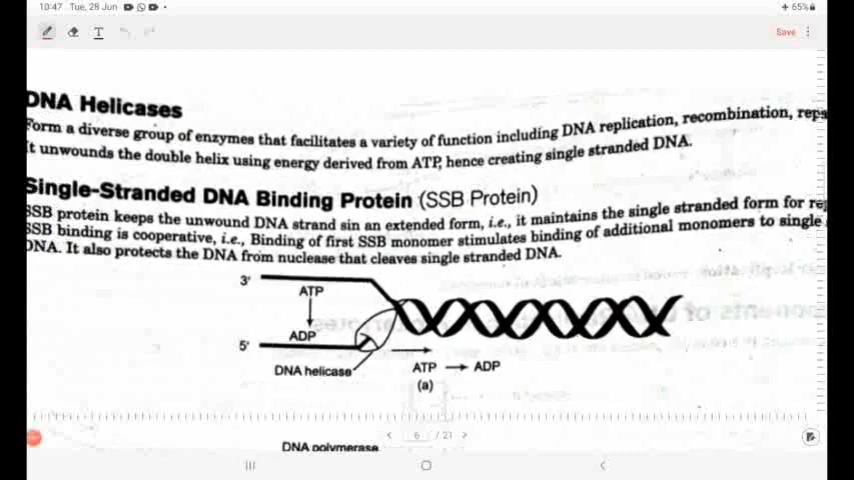 10:47 Tue, 28 Jun
65%
T
Save
DNA Helicases
Form a diverse group of enzymes that facilitates a variety of function including DNA replication, recombination,
It unwounds the double helix using energy derived from ATP, hence creating single stranded DNA.
Single-Stranded DNA Binding Protein (SSB Protein)
SSB protein keeps the unwound DNA strand sin an extended form, i.e., it maintains the single stranded form for
SSB binding is cooperative, i.e., Binding of first SSB monomer stimulates binding of additional monomers to single
DNA. It also protects the DNA from nuclease that cleaves single stranded DNA.
3'
ATP
ADP
5'
DNA helicase
ATP → ADP
(a)
6 / 21
DNA polymerase